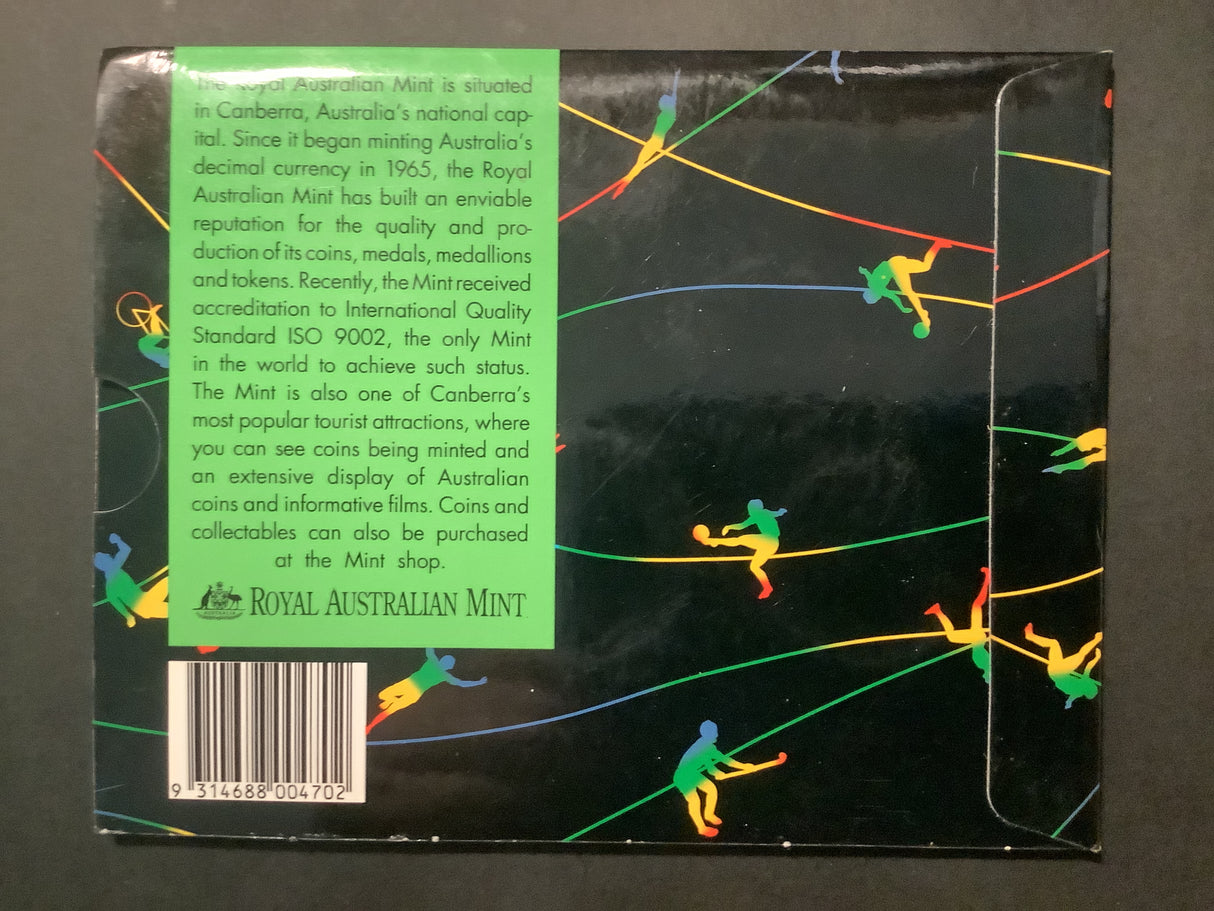 The Royal Australian Mint is situated
in Canberra, Australia's national cap-
ital. Since it began minting Australia's
decimal currency in 1965, the Royal
Australian Mint has built an enviable
reputation for the quality and pro-
duction of its coins, medals, medallions
and tokens. Recently, the Mint received
accreditation to International Quality
Standard ISO 9002, the only Mint
in the world to achieve such status.
The Mint is also one of Canberra's
most popular tourist attractions, where
you can see coins being minted and
an extensive display of Australian
coins and informative films. Coins and
collectables can also be purchased
at the Mint shop.
ROYAL AUSTRALIAN MINT
9 314688 004702